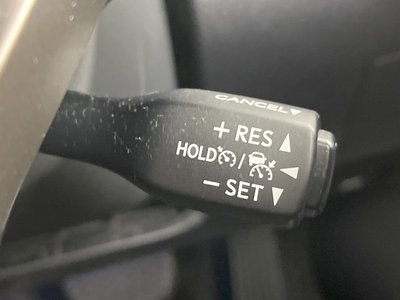 CANCEL▼
+ RES ▲
HOLD /
− SET ▼